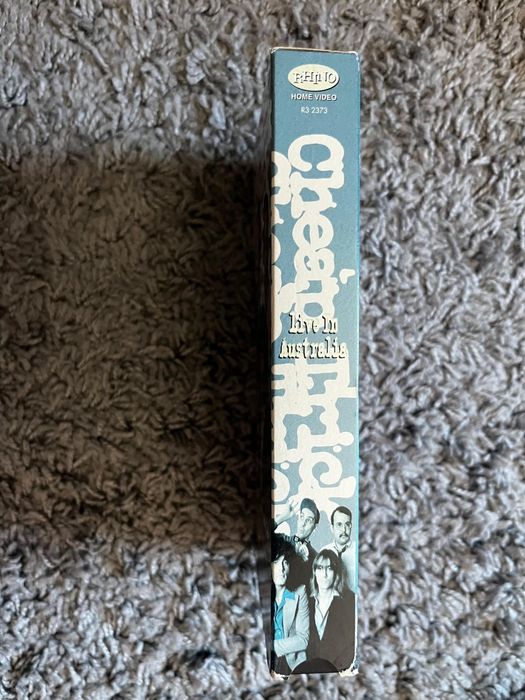 RHINO
HOME VIDEO
R3 2373
Cheap trick
Live in
Australia